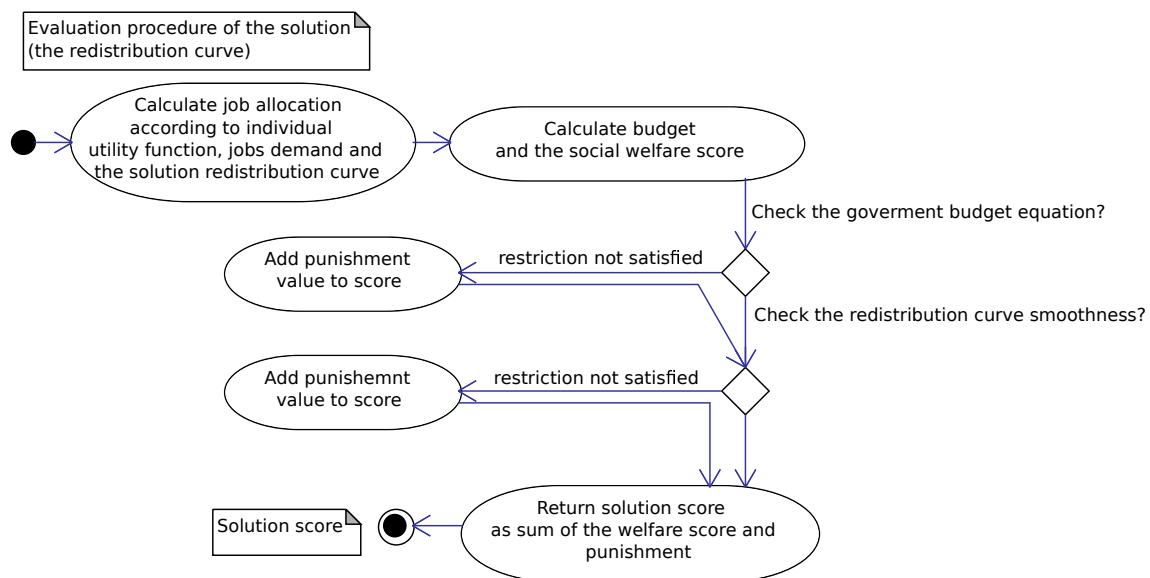 Evaluation procedure of the solution
(the redistribution curve)
Calculate job allocation
according to individual
utility function, jobs demand and
the solution redistribution curve
Calculate budget
and the social welfare score
Check the goverment budget equation?
restriction not satisfied
Add punishment
value to score
Check the redistribution curve smoothness?
restriction not satisfied
Add punishemnt
value to score
Return solution score
as sum of the welfare score and
punishment
Solution score